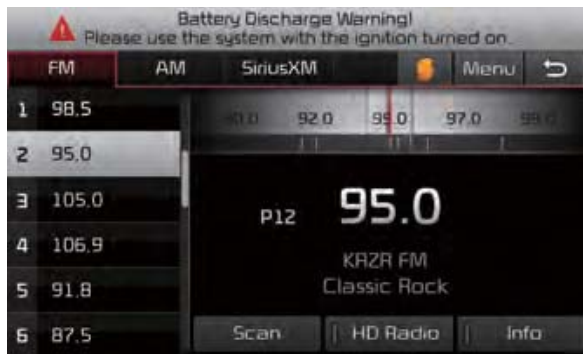 Battery Discharge Warning!
Please use the system with the ignition turned on.
FM AM SiriusXM Menu
1 98.5
2 95.0
3 105.0
4 106.9
5 91.8
6 87.5
92.0 95.0 97.0
P12 95.0
KRZR FM
Classic Rock
Scan HD Radio Info